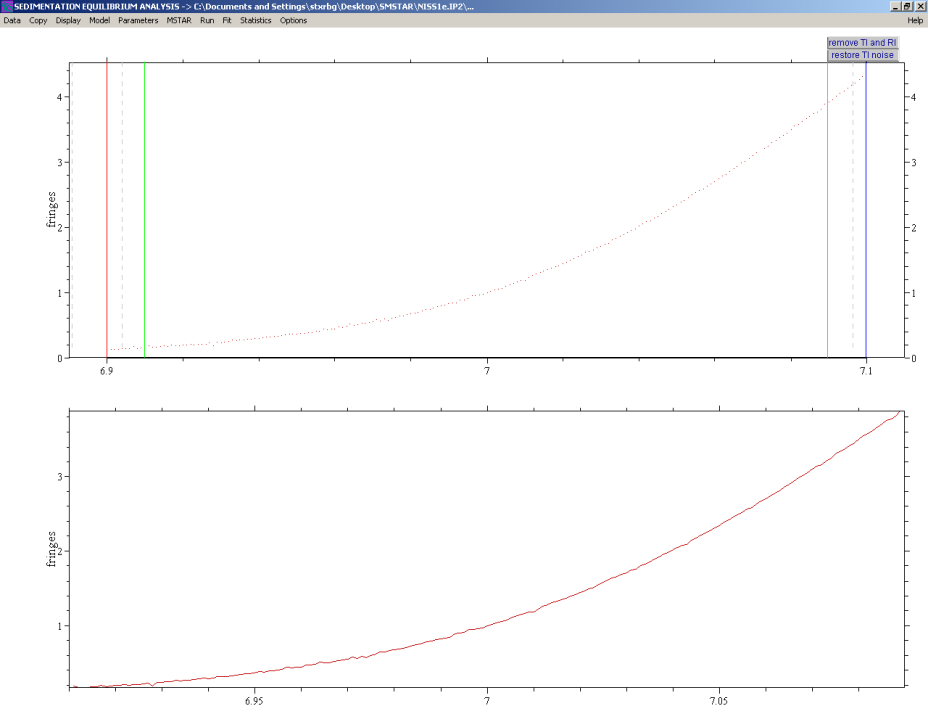 SEDIMENTATION EQUILIBRIUM ANALYSIS -> C:\Documents and Settings\stxrbg\Desktop\SMSTAR\NISS1e.IP2\...
Data Copy Display Model Parameters MSTAR Run Fit Statistics Options Help
remove TI and RI
restore TI noise
4 4
3 3
fringes
2 2
1 1
0 0
6.9 7 7.1
3
fringes
2
1
6.95 7 7.05